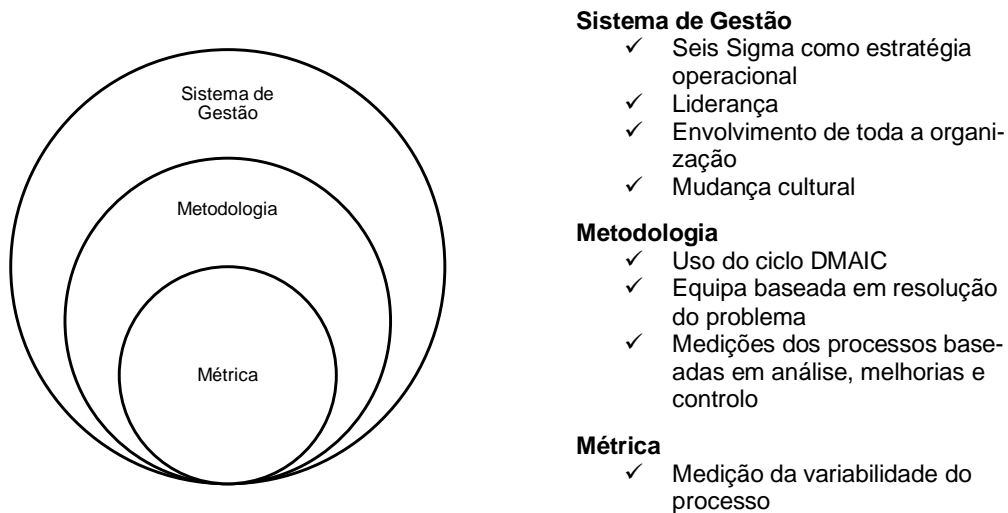 Sistema de
Gestão
Metodologia
Métrica
Sistema de Gestão
✓ Seis Sigma como estratégia
operacional
✓ Liderança
✓ Envolvimento de toda a organi-
zação
✓ Mudança cultural
Metodologia
✓ Uso do ciclo DMAIC
✓ Equipa baseada em resolução
do problema
✓ Medições dos processos base-
adas em análise, melhorias e
controlo
Métrica
✓ Medição da variabilidade do
processo